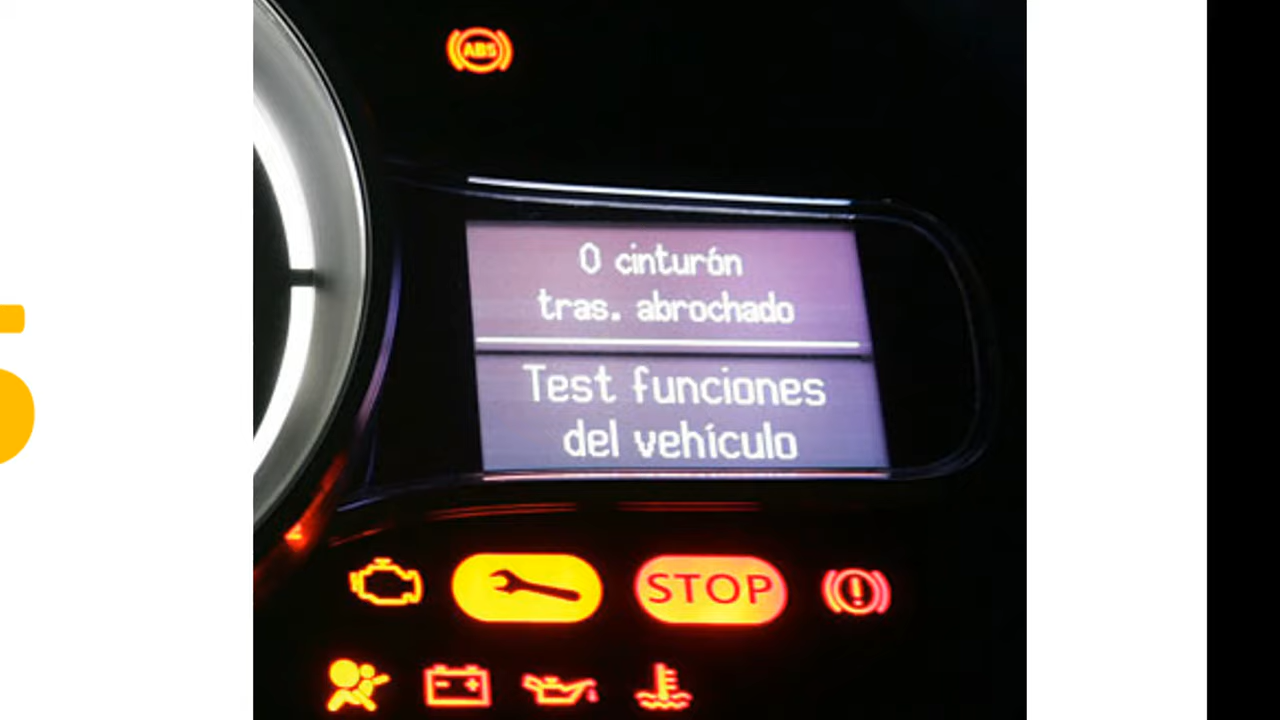 ABS
0 cinturón
tras. abrochado
Test funciones
del vehículo
STOP